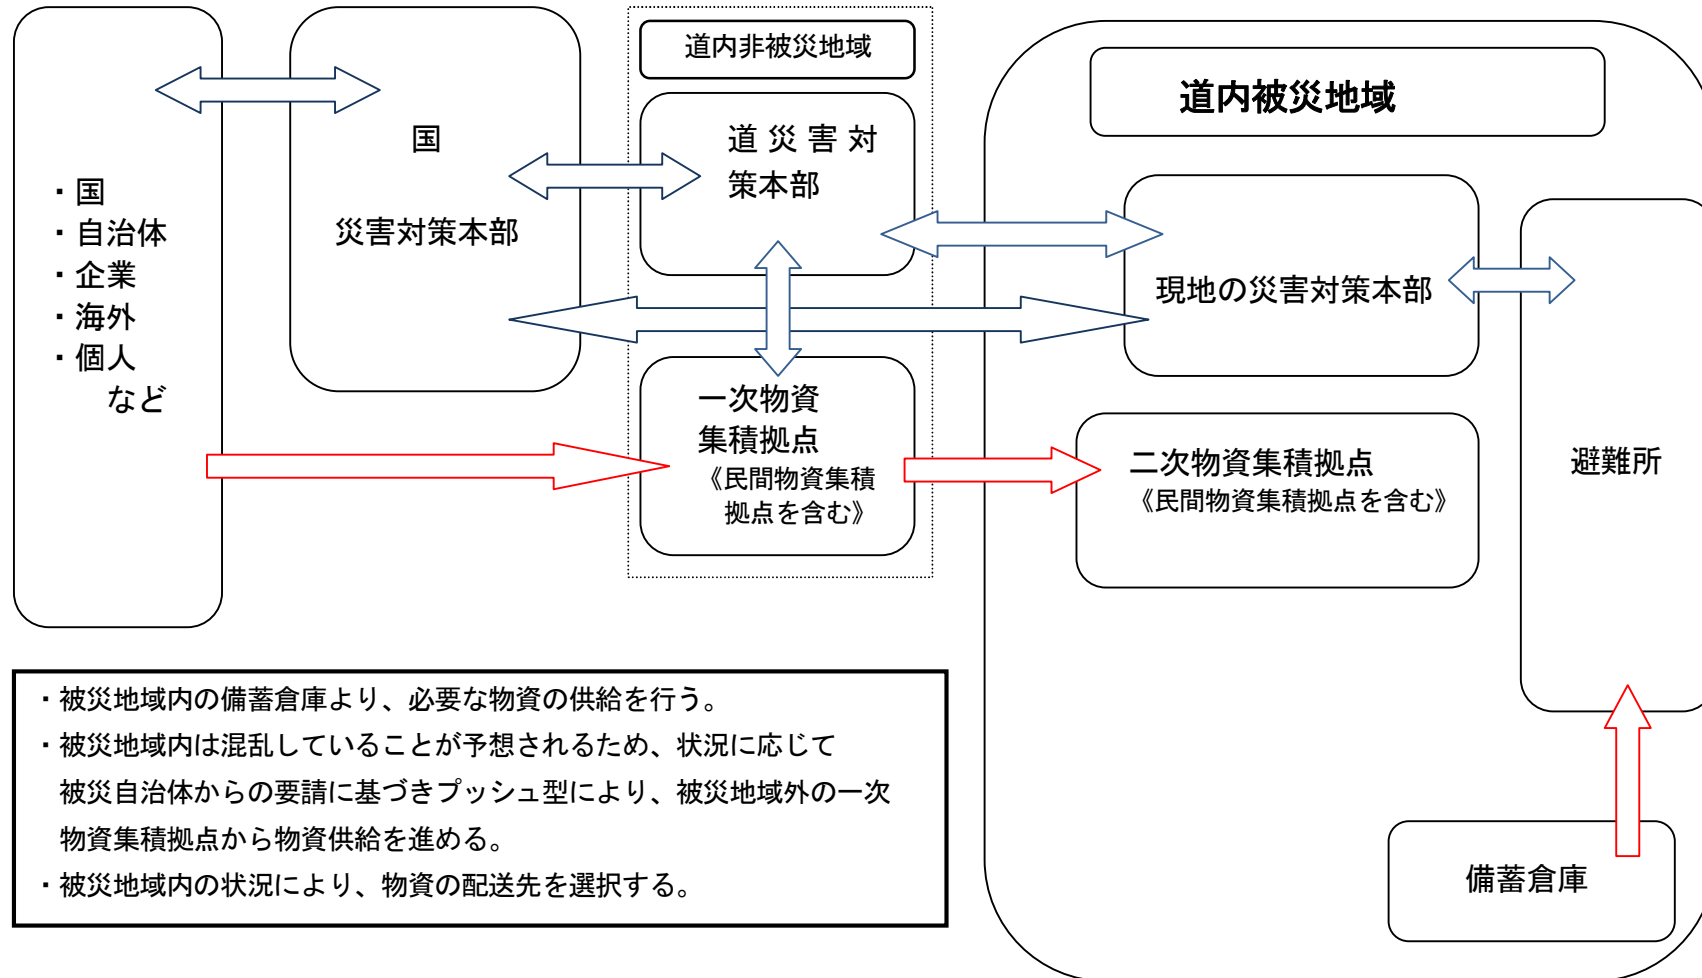 ・国
・自治体
・企業
・海外
・個人
など
国
災害対策本部
道内非被災地域
道災害対
策本部
一次物資
集積拠点
《民間物資集積
拠点を含む》
道内被災地域
現地の災害対策本部
二次物資集積拠点
《民間物資集積拠点を含む》
避難所
備蓄倉庫
・被災地域内の備蓄倉庫より、必要な物資の供給を行う。
・被災地域内は混乱していることが予想されるため、状況に応じて
被災自治体からの要請に基づきプッシュ型により、被災地域外の一次
物資集積拠点から物資供給を進める。
・被災地域内の状況により、物資の配送先を選択する。